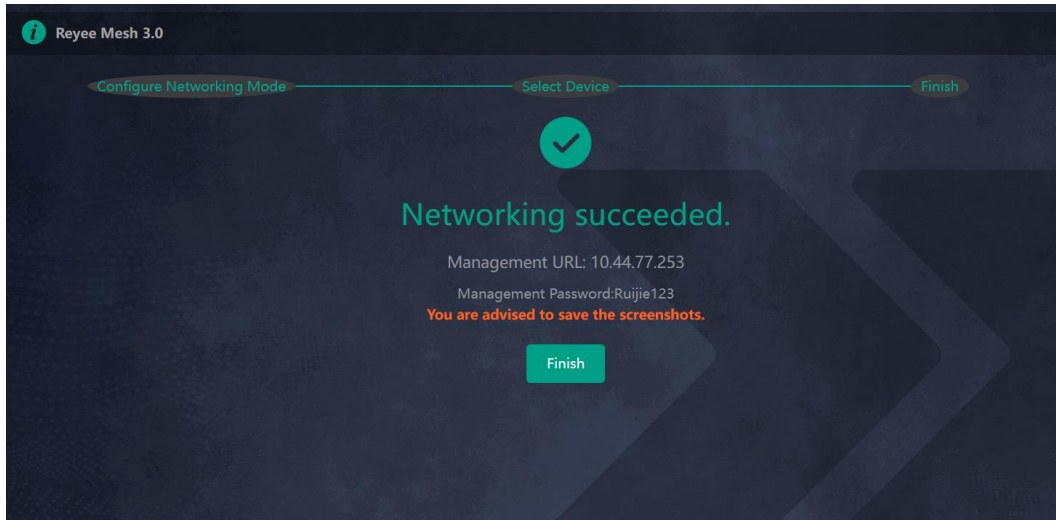 Reyee Mesh 3.0
Configure Networking Mode Select Device Finish
Networking succeeded.
Management URL: 10.44.77.253
Management Password:Ruijie123
You are advised to save the screenshots.
Finish